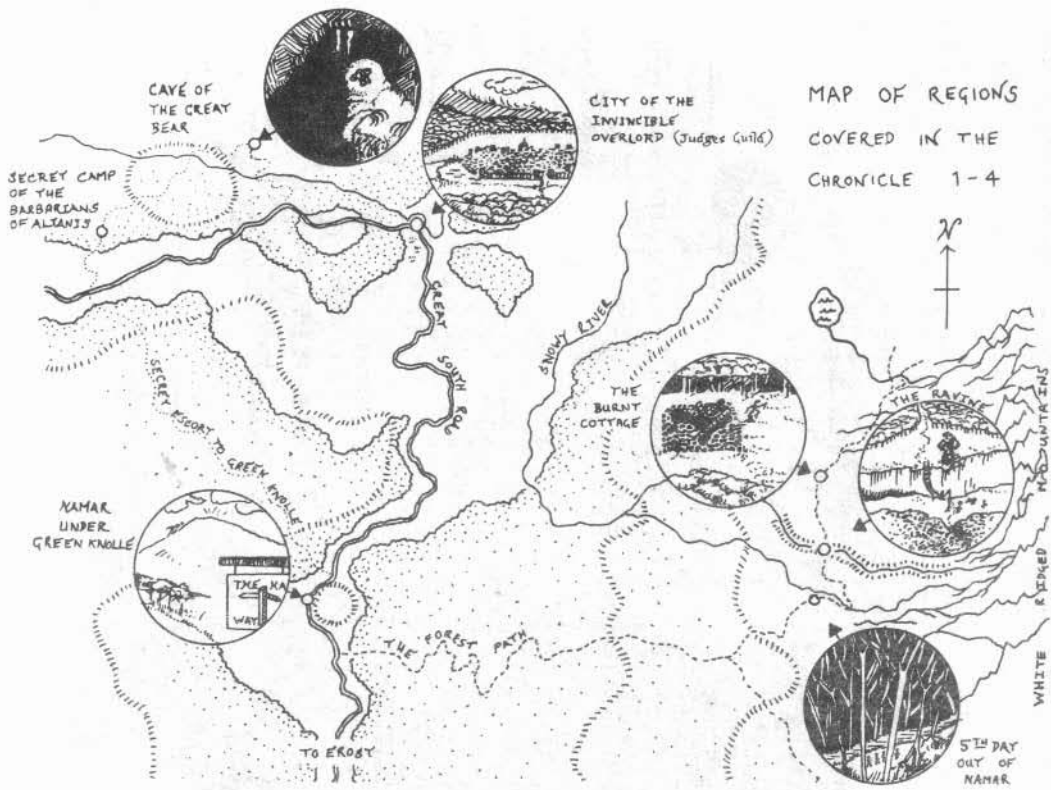 CAVE OF
THE GREAT
BEAR
CITY OF THE
INVINCIBLE
OVERLORD (Judges Guild)
MAP OF REGIONS
COVERED IN THE
CHRONICLE 1-4
SECRET CAMP
OF THE
BARBARIANS
OF ALTANIS
N
GREAT SOUTH ROAD
SNOWY RIVER
SECRET ESCORT TO GREEN KNOLLE
THE
BURNT
COTTAGE
THE RAVINE
WHITE RIDGED MOUNTAINS
NAMAR
UNDER
GREEN KNOLLE
THE HA
WAY
THE FOREST PATH
TO EROBY
5TH DAY
OUT OF
NAMAR